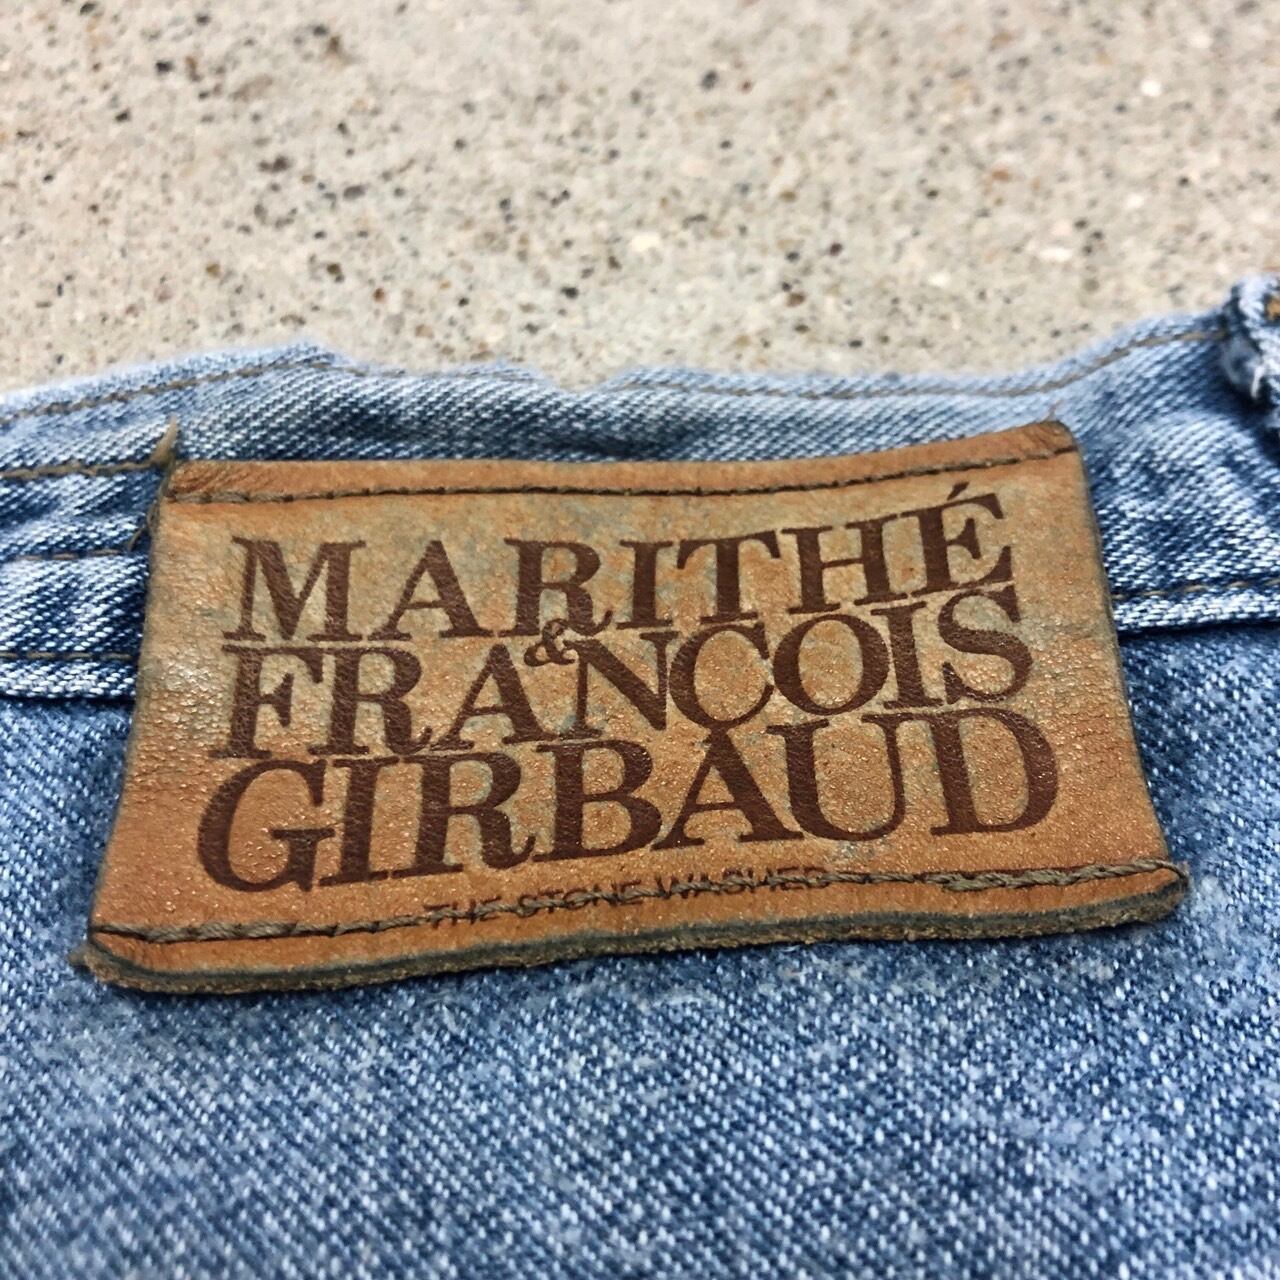 MARITHÉ
&
FRANCOIS
GIRBAUD
THE STONE WASHED